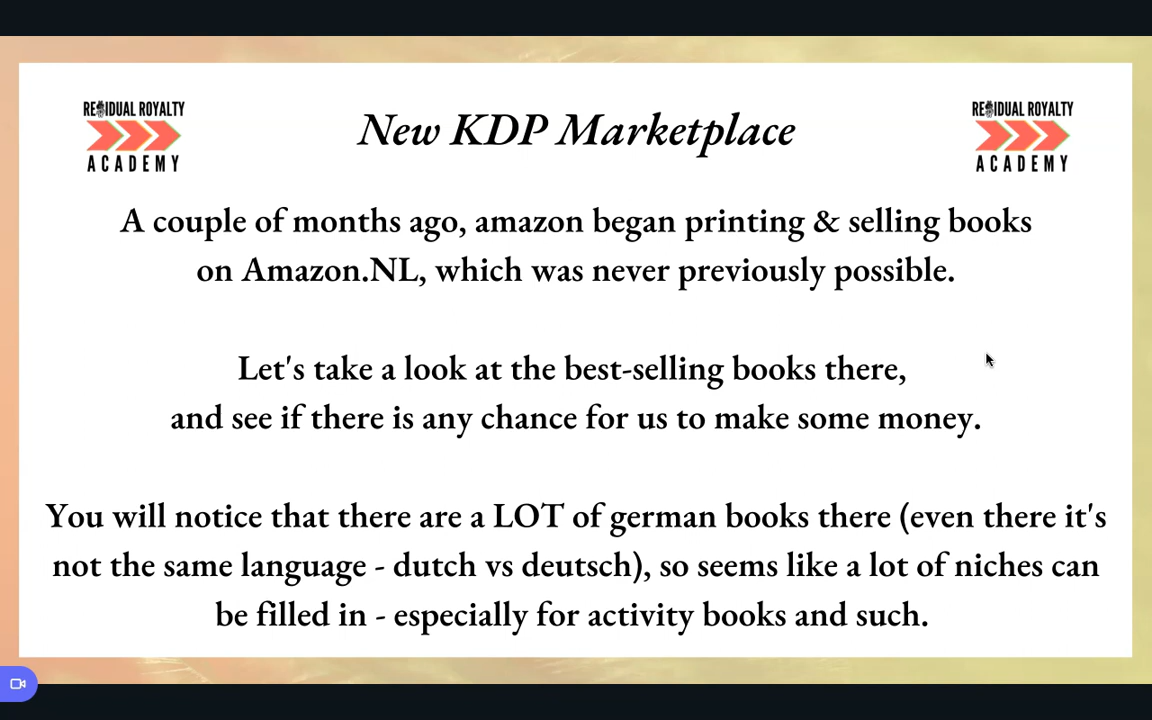 RESIDUAL ROYALTY
ACADEMY
New KDP Marketplace
RESIDUAL ROYALTY
ACADEMY
A couple of months ago, amazon began printing & selling books
on Amazon.NL, which was never previously possible.
Let's take a look at the best-selling books there,
and see if there is any chance for us to make some money.
You will notice that there are a LOT of german books there (even there it's
not the same language - dutch vs deutsch), so seems like a lot of niches can
be filled in - especially for activity books and such.